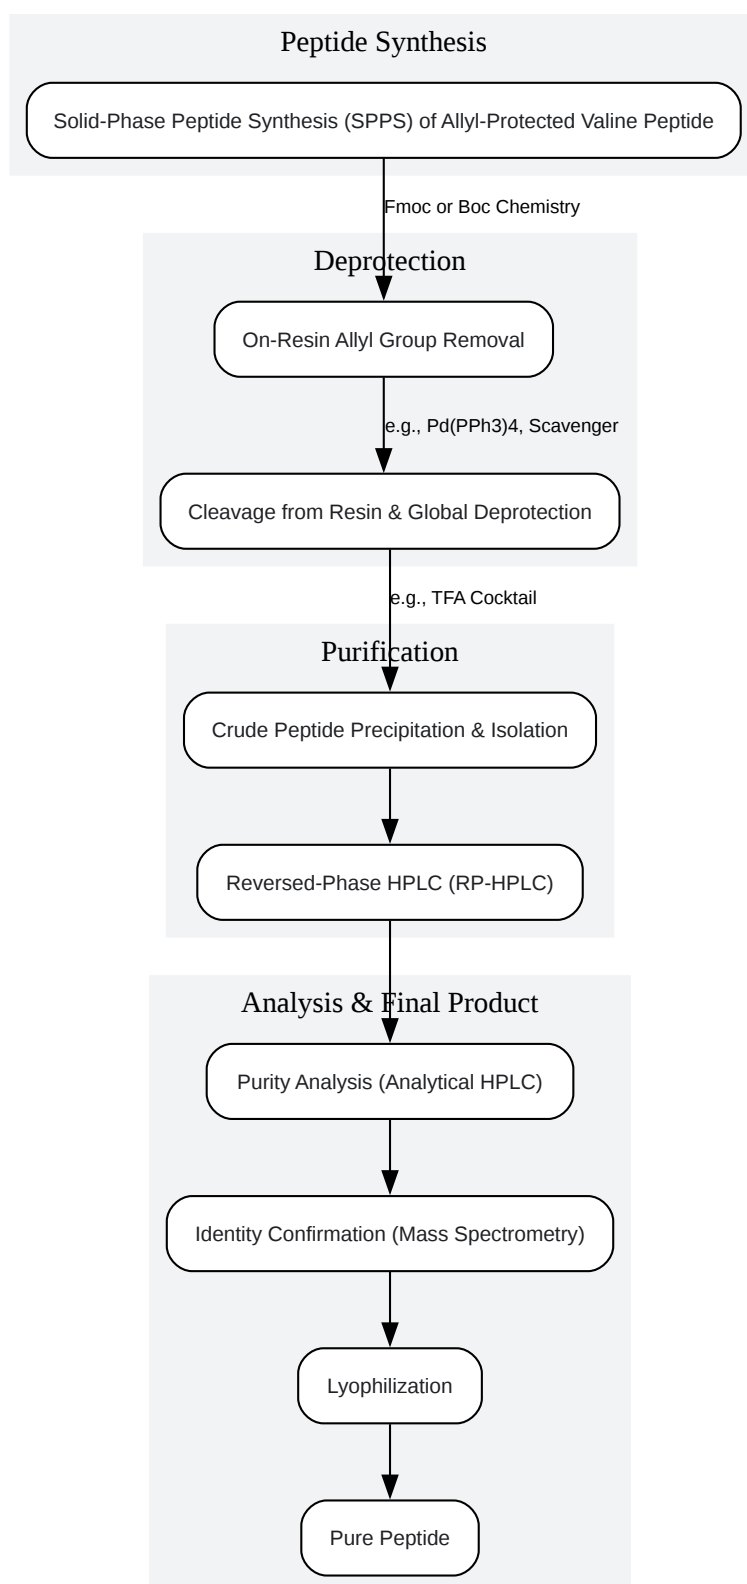 Peptide Synthesis
Solid-Phase Peptide Synthesis (SPPS) of Allyl-Protected Valine Peptide
Fmoc or Boc Chemistry
Deprotection
On-Resin Allyl Group Removal
e.g., Pd(PPh3)4, Scavenger
Cleavage from Resin & Global Deprotection
e.g., TFA Cocktail
Purification
Crude Peptide Precipitation & Isolation
Reversed-Phase HPLC (RP-HPLC)
Analysis & Final Product
Purity Analysis (Analytical HPLC)
Identity Confirmation (Mass Spectrometry)
Lyophilization
Pure Peptide